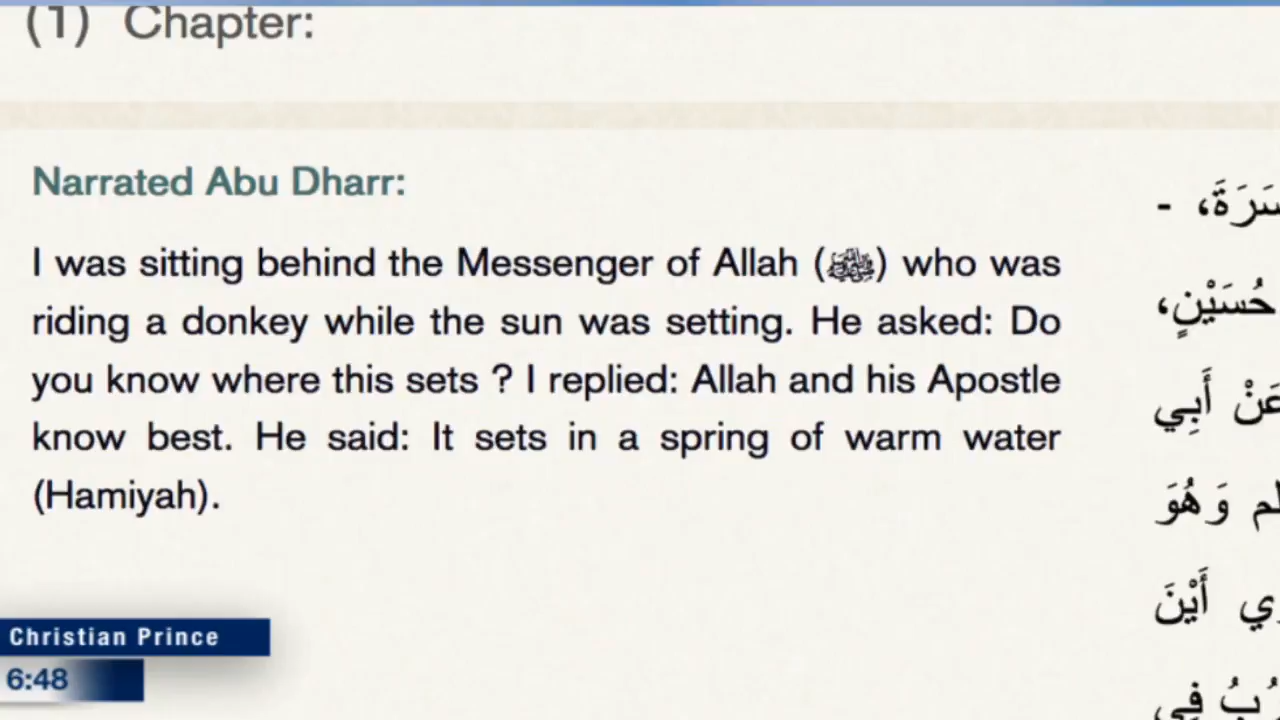 (1) Chapter:
Narrated Abu Dharr:
I was sitting behind the Messenger of Allah (ﷺ) who was
riding a donkey while the sun was setting. He asked: Do
you know where this sets ? I replied: Allah and his Apostle
know best. He said: It sets in a spring of warm water
(Hamiyah).
حُسَيْنٍ،
عَنْ أَبِي
وَهُوَ
أَيْنَ
فِي
Christian Prince
6:48